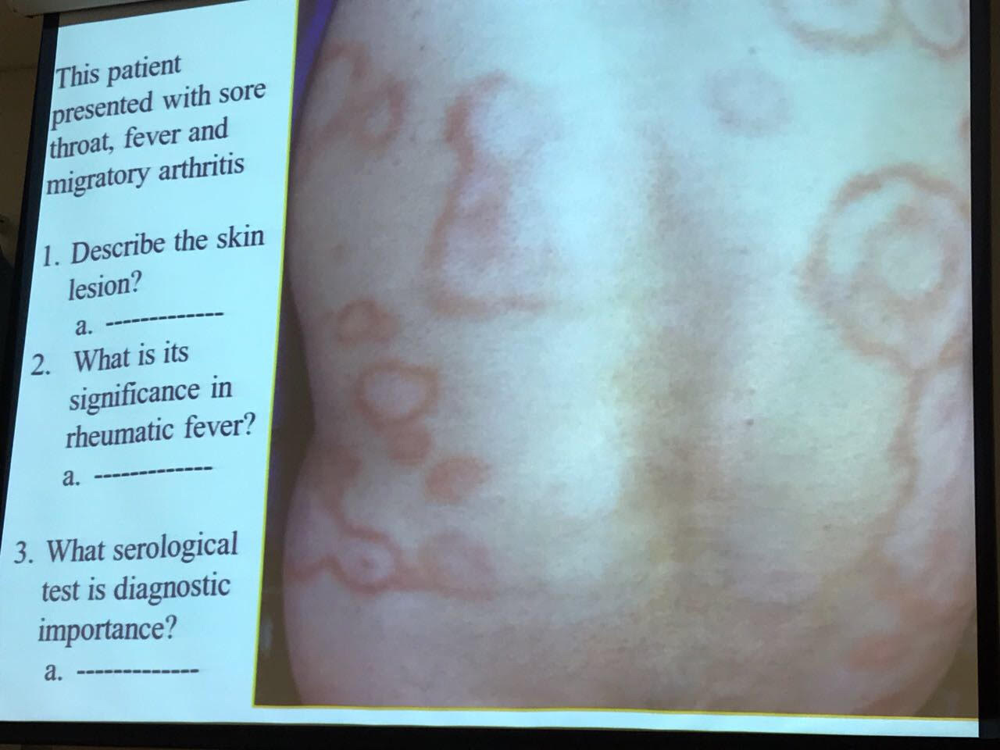 This patient
presented with sore
throat, fever and
migratory arthritis
1. Describe the skin
lesion?
a. -------------
2. What is its
significance in
rheumatic fever?
a. -------------
3. What serological
test is diagnostic
importance?
a. -------------